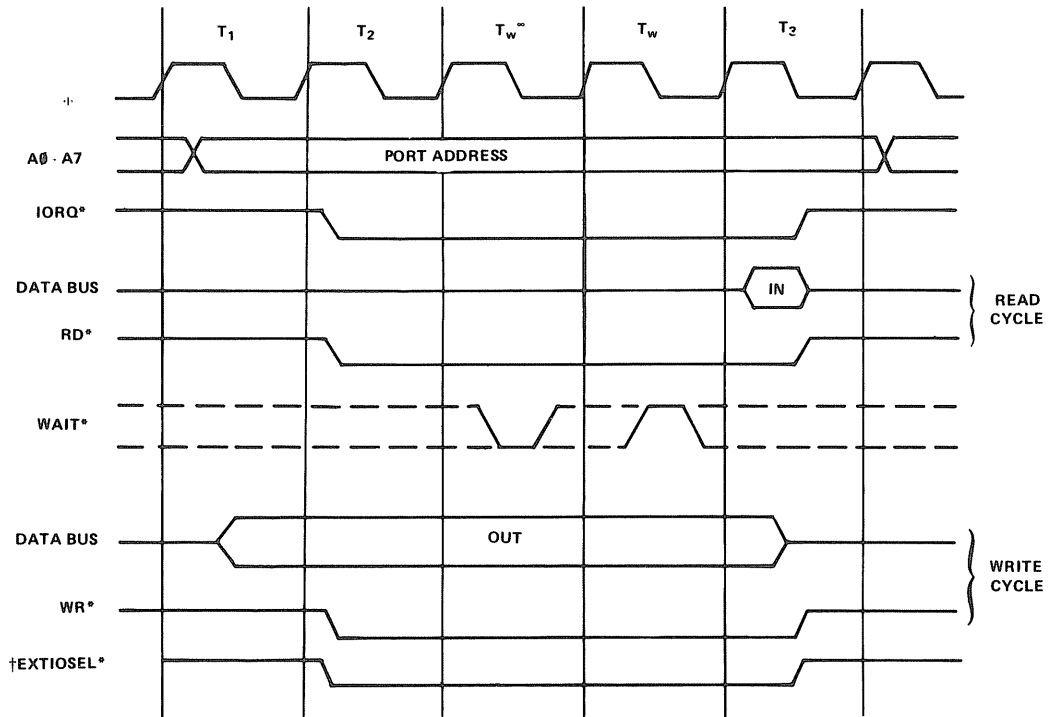 T1 T2 Tw∞ Tw T3
A0 · A7 PORT ADDRESS
IORQ*
DATA BUS IN
READ
CYCLE
RD*
WAIT*
DATA BUS OUT
WRITE
CYCLE
WR*
†EXTIOSEL*